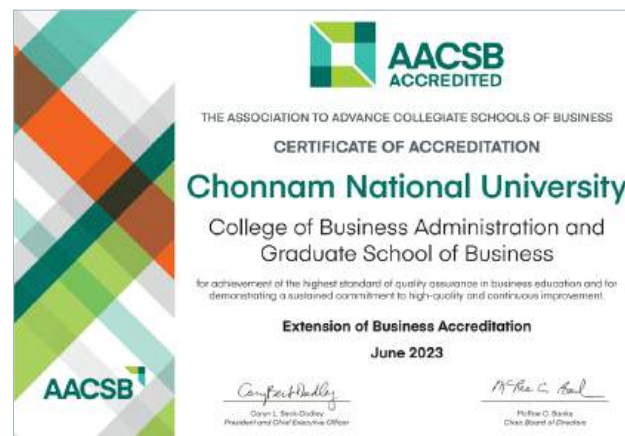 AACSB
ACCREDITED
THE ASSOCIATION TO ADVANCE COLLEGIATE SCHOOLS OF BUSINESS
CERTIFICATE OF ACCREDITATION
Chonnam National University
College of Business Administration and
Graduate School of Business
for achievement of the highest standard of quality assurance in business education and for
demonstrating a sustained commitment to high-quality and continuous improvement.
Extension of Business Accreditation
June 2023
AACSB
Caryn L. Beck-Dudley
President and Chief Executive Officer
McRae C. Banks
Chair, Board of Directors